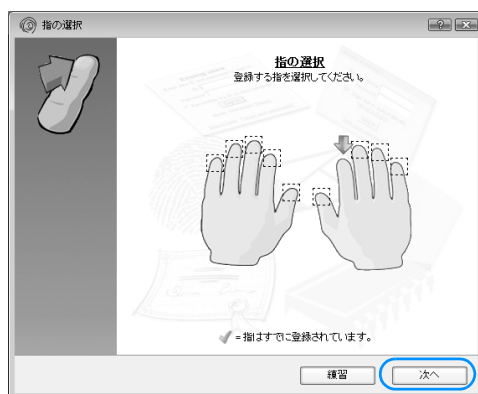 指の選択
指の選択
登録する指を選択してください。
= 指はすでに登録されています。
練習
次へ